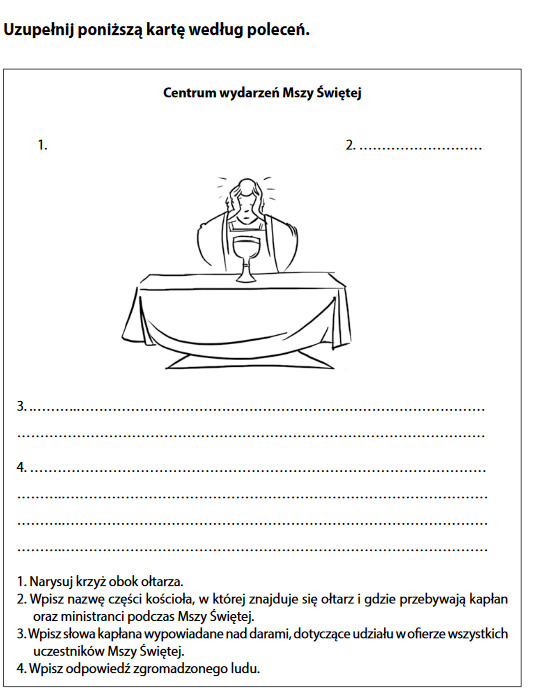 Uzupełnij poniższą kartę według poleceń.
Centrum wydarzeń Mszy Świętej
1.
2. ...........................
3. ....................................................................................................
....................................................................................................
4. ....................................................................................................
....................................................................................................
....................................................................................................
....................................................................................................
1. Narysuj krzyż obok ołtarza.
2. Wpisz nazwę części kościoła, w której znajduje się ołtarz i gdzie przebywają kapłan
oraz ministranci podczas Mszy Świętej.
3. Wpisz słowa kapłana wypowiadane nad darami, dotyczące udziału w ofierze wszystkich
uczestników Mszy Świętej.
4. Wpisz odpowiedź zgromadzonego ludu.